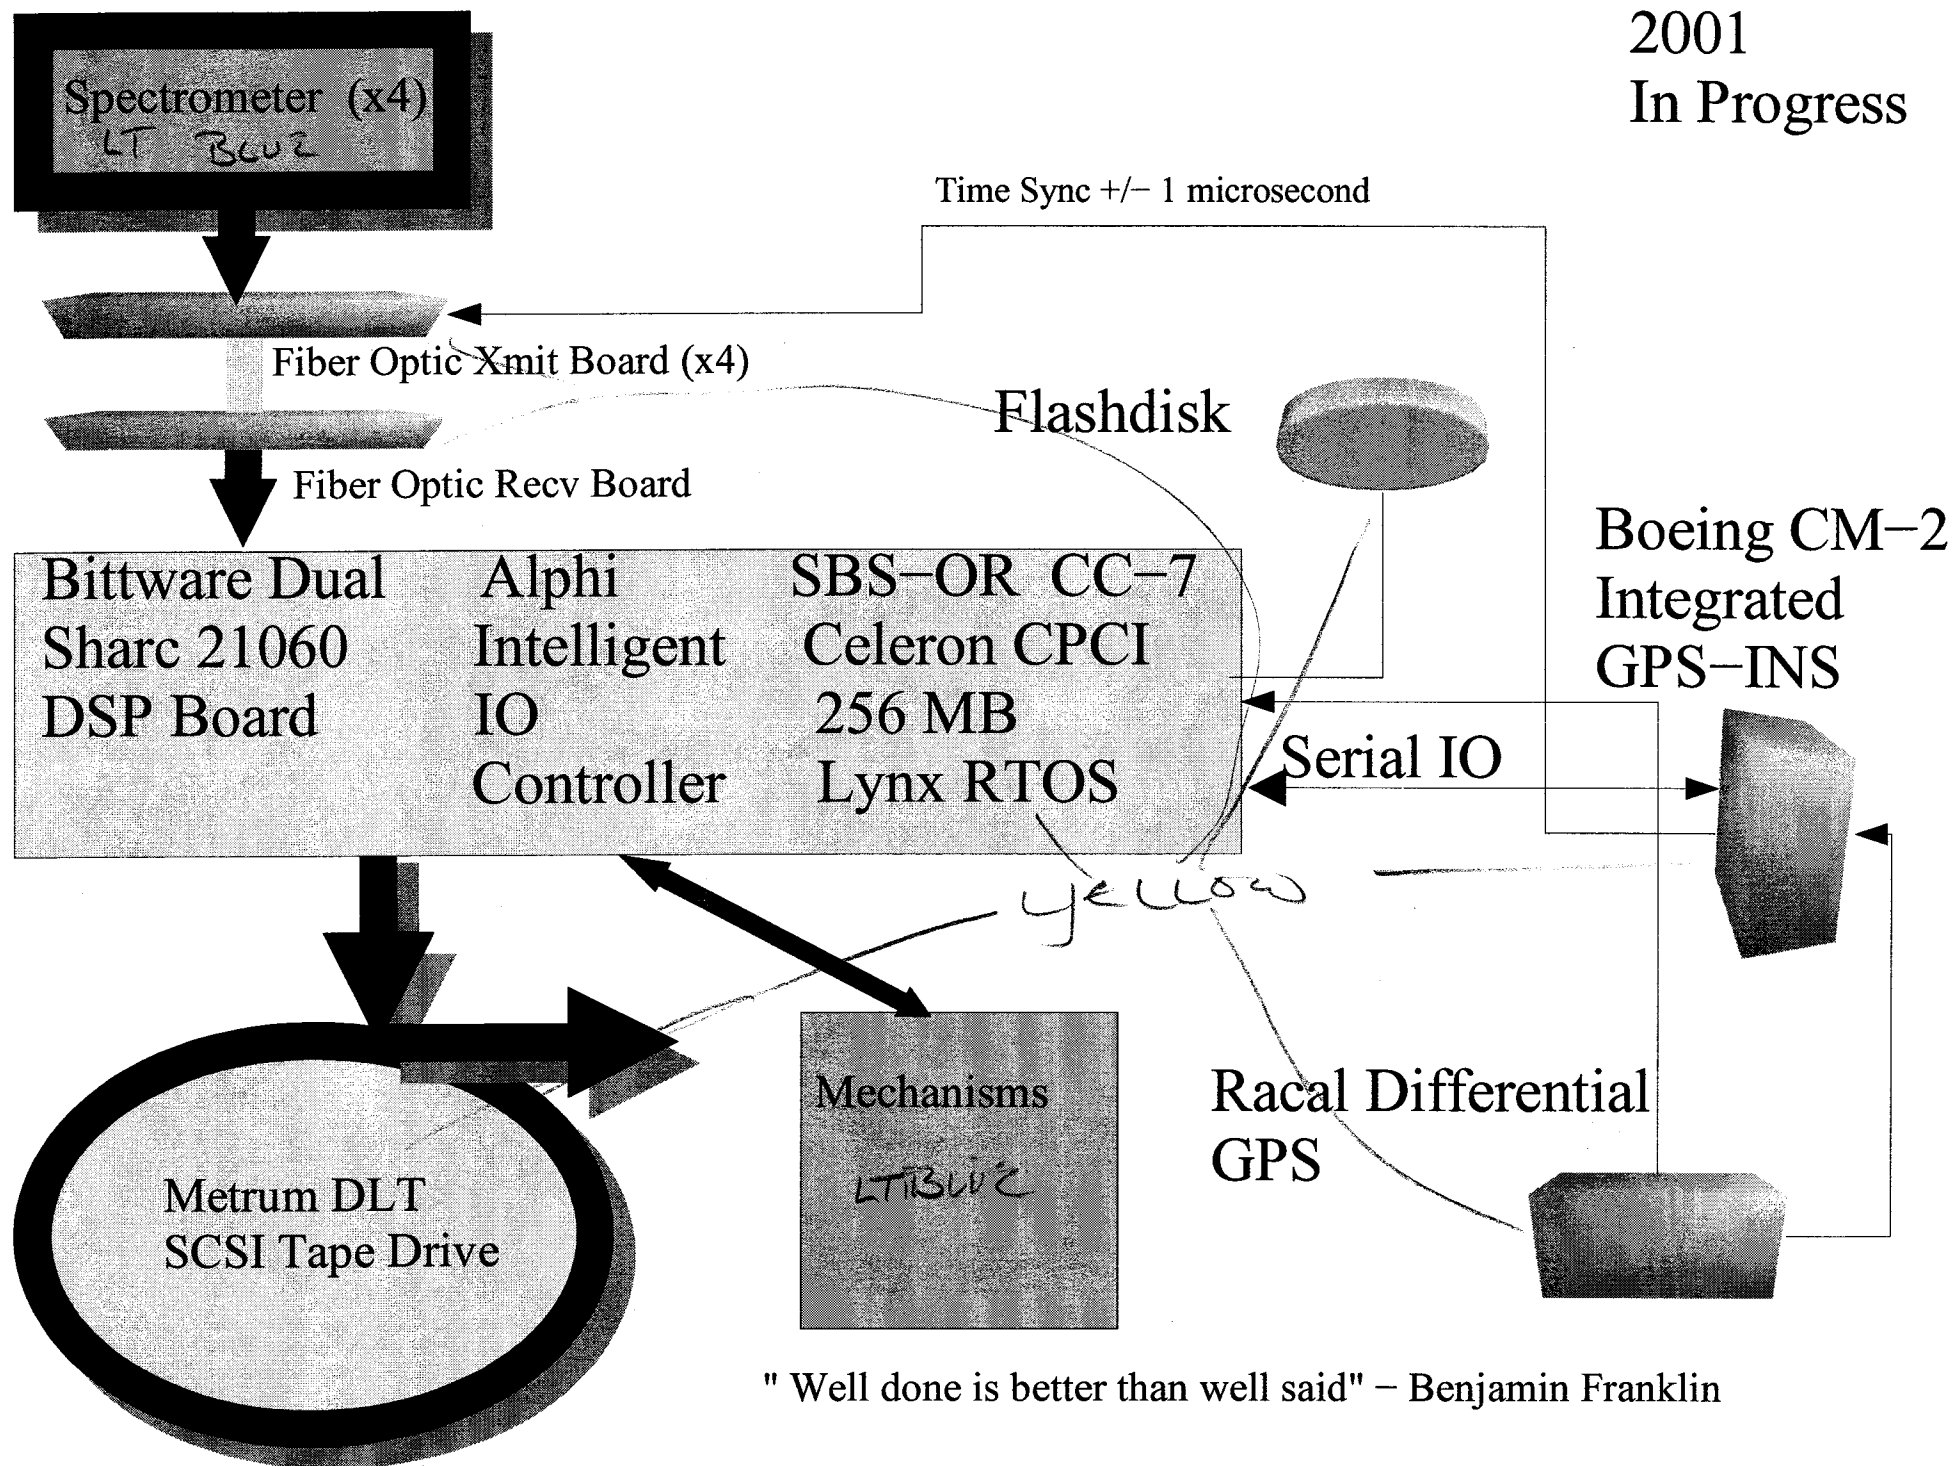 2001
In Progress
Spectrometer (x4)
LT BLUE
Time Sync +/− 1 microsecond
Fiber Optic Xmit Board (x4)
Flashdisk
Fiber Optic Recv Board
Boeing CM−2
Integrated
GPS−INS
Bittware Dual
Sharc 21060
DSP Board
Alphi
Intelligent
IO
Controller
SBS−OR CC−7
Celeron CPCI
256 MB
Lynx RTOS
Serial IO
yellow
Mechanisms
LT BLUE
Racal Differential
GPS
Metrum DLT
SCSI Tape Drive
" Well done is better than well said" − Benjamin Franklin